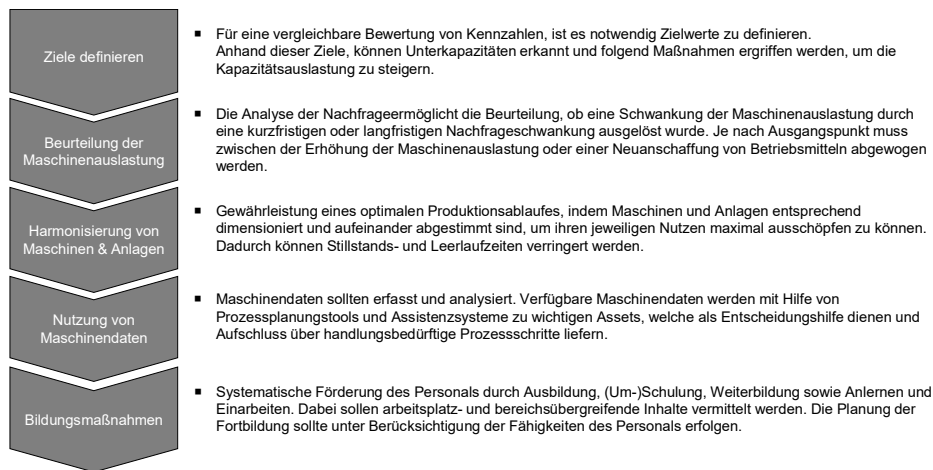 Ziele definieren
▪ Für eine vergleichbare Bewertung von Kennzahlen, ist es notwendig Zielwerte zu definieren.
Anhand dieser Ziele, können Unterkapazitäten erkannt und folgend Maßnahmen ergriffen werden, um die
Kapazitätsauslastung zu steigern.
Beurteilung der
Maschinenauslastung
▪ Die Analyse der Nachfrageermöglicht die Beurteilung, ob eine Schwankung der Maschinenauslastung durch
eine kurzfristigen oder langfristigen Nachfrageschwankung ausgelöst wurde. Je nach Ausgangspunkt muss
zwischen der Erhöhung der Maschinenauslastung oder einer Neuanschaffung von Betriebsmitteln abgewogen
werden.
Harmonisierung von
Maschinen & Anlagen
▪ Gewährleistung eines optimalen Produktionsablaufes, indem Maschinen und Anlagen entsprechend
dimensioniert und aufeinander abgestimmt sind, um ihren jeweiligen Nutzen maximal ausschöpfen zu können.
Dadurch können Stillstands- und Leerlaufzeiten verringert werden.
Nutzung von
Maschinendaten
▪ Maschinendaten sollten erfasst und analysiert. Verfügbare Maschinendaten werden mit Hilfe von
Prozessplanungstools und Assistenzsysteme zu wichtigen Assets, welche als Entscheidungshilfe dienen und
Aufschluss über handlungsbedürftige Prozessschritte liefern.
Bildungsmaßnahmen
▪ Systematische Förderung des Personals durch Ausbildung, (Um-)Schulung, Weiterbildung sowie Anlernen und
Einarbeiten. Dabei sollen arbeitsplatz- und bereichsübergreifende Inhalte vermittelt werden. Die Planung der
Fortbildung sollte unter Berücksichtigung der Fähigkeiten des Personals erfolgen.